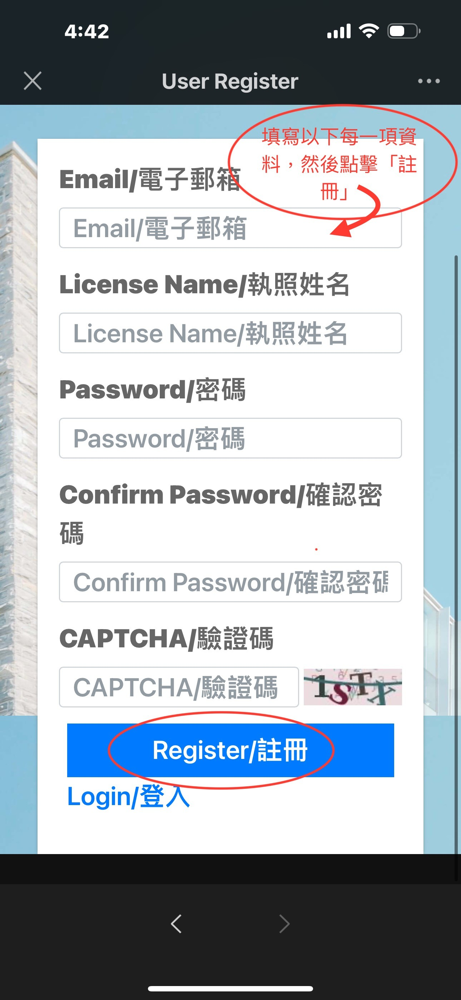 4:42
User Register
填寫以下每一項資
料，然後點擊「註
冊」
Email/電子郵箱
Email/電子郵箱
License Name/執照姓名
License Name/執照姓名
Password/密碼
Password/密碼
Confirm Password/確認密
碼
Confirm Password/確認密碼
CAPTCHA/驗證碼
CAPTCHA/驗證碼
Register/註冊
Login/登入